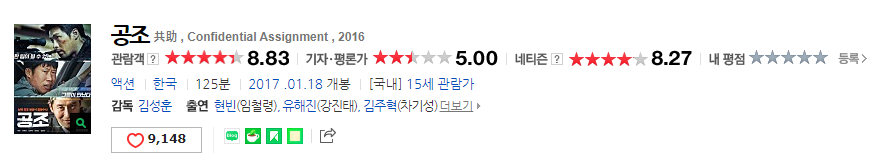 공조 共助 , Confidential Assignment , 2016
관람객 ? 8.83 기자·평론가 5.00 네티즌 ? 8.27 내 평점 등록 >
액션 한국 125분 2017 .01.18 개봉 [국내] 15세 관람가
감독 김성훈 출연 현빈(임철령), 유해진(강진태), 김주혁(차기성) 더보기
공조
9,148
blog